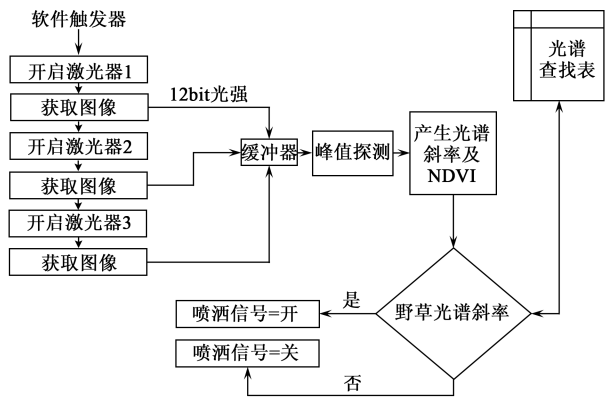 软件触发器
开启激光器1
获取图像
12bit光强
开启激光器2
获取图像
开启激光器3
获取图像
缓冲器
峰值探测
产生光谱
斜率及
NDVI
光谱
查找表
野草光谱斜率
是
喷洒信号=开
喷洒信号=关
否